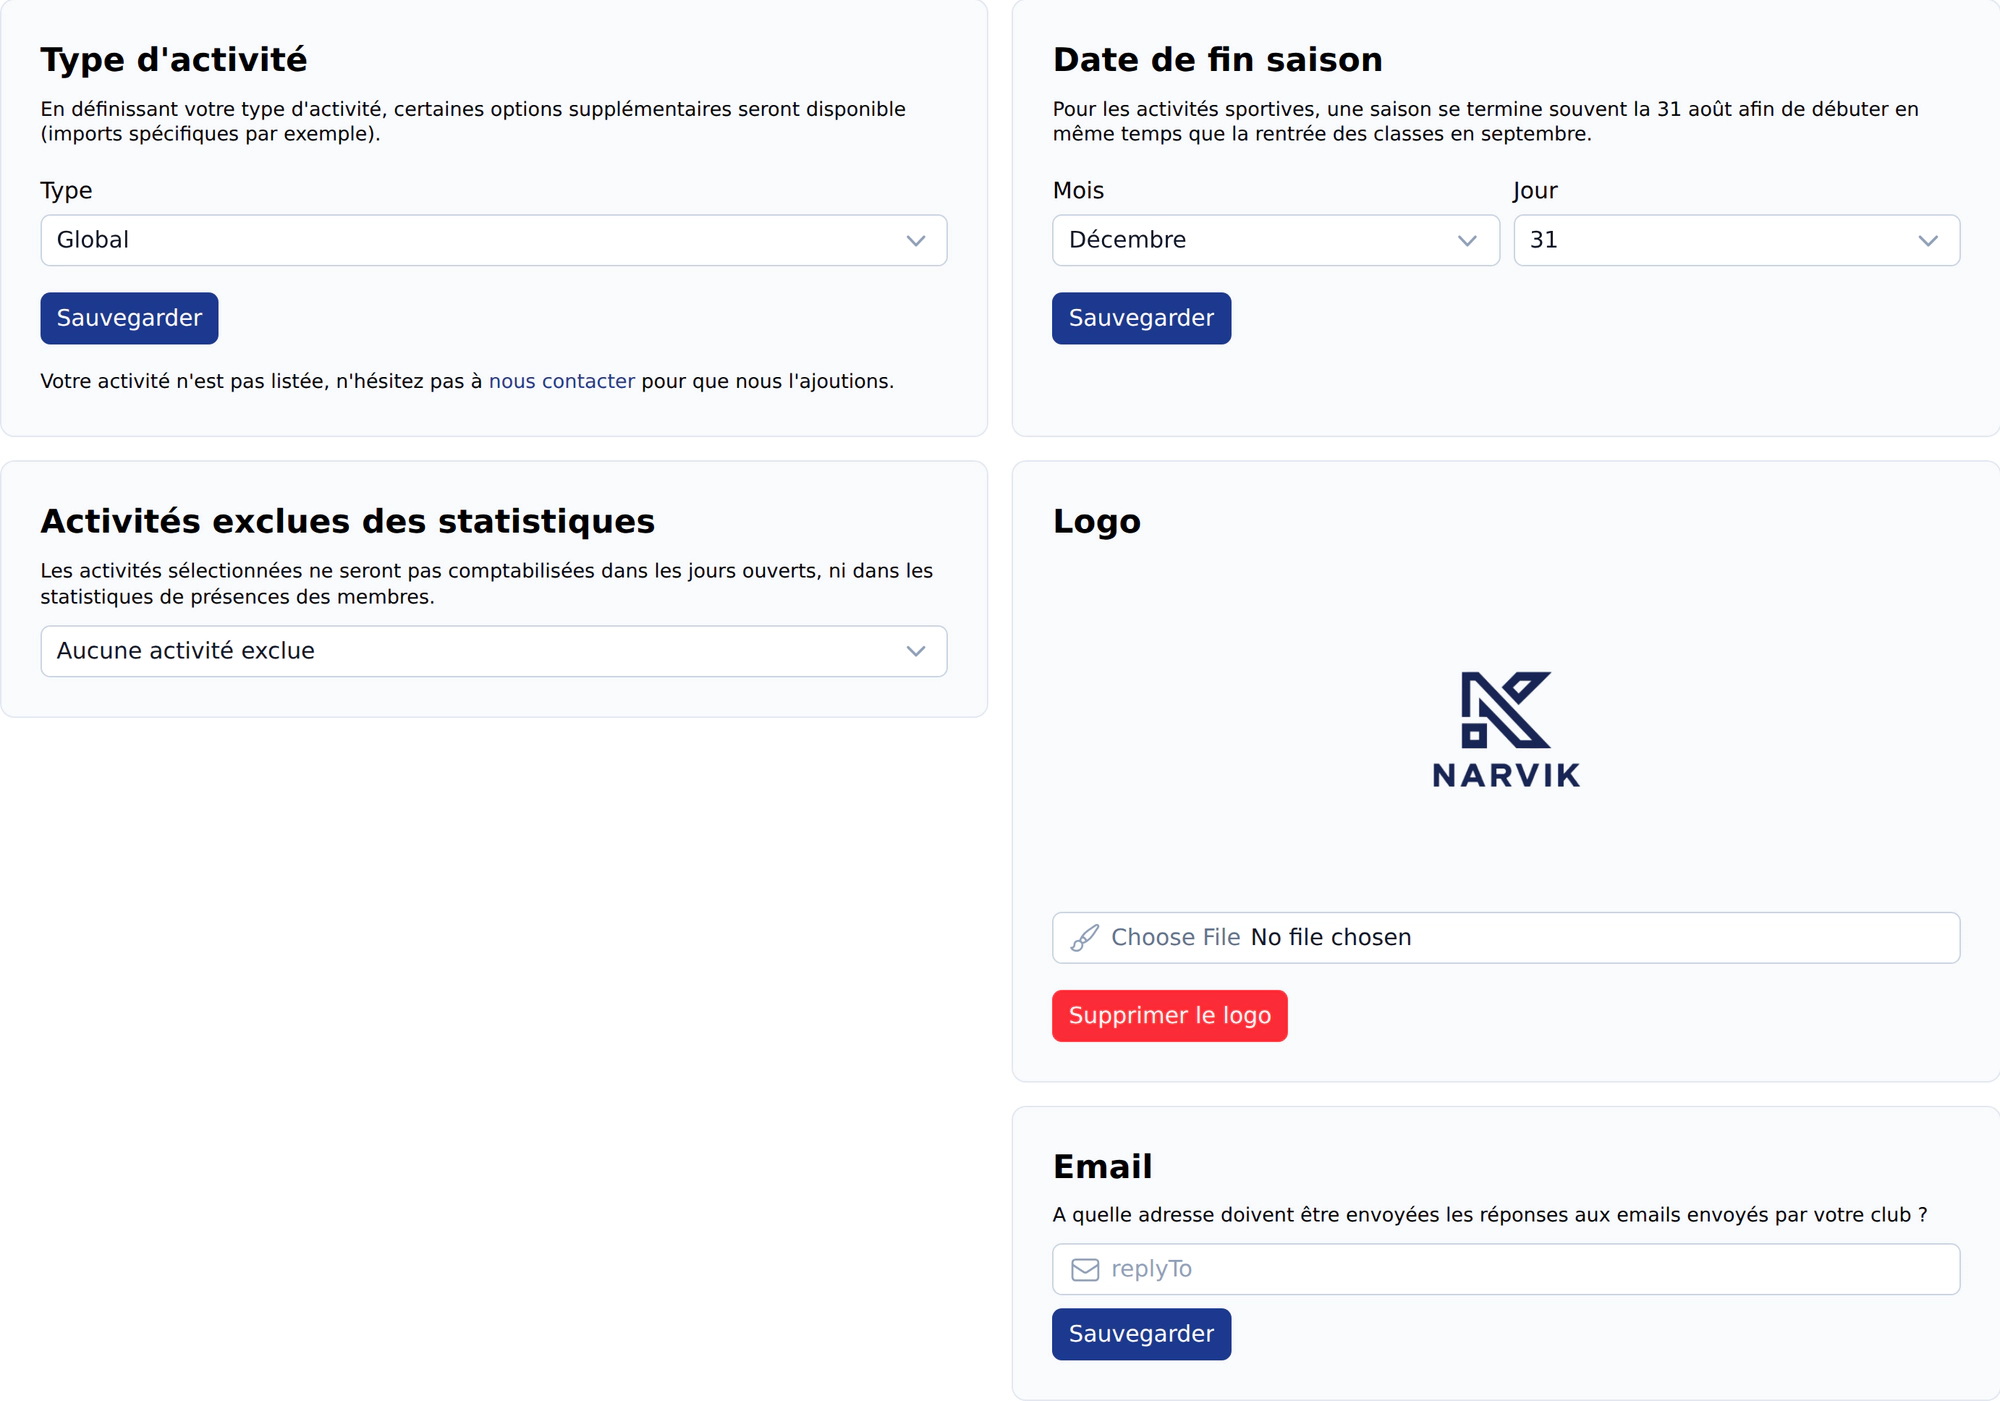 Type d'activité
En définissant votre type d'activité, certaines options supplémentaires seront disponible
(imports spécifiques par exemple).
Type
Global
Sauvegarder
Votre activité n'est pas listée, n'hésitez pas à nous contacter pour que nous l'ajoutions.
Date de fin saison
Pour les activités sportives, une saison se termine souvent la 31 août afin de débuter en
même temps que la rentrée des classes en septembre.
Mois
Jour
Décembre
31
Sauvegarder
Activités exclues des statistiques
Les activités sélectionnées ne seront pas comptabilisées dans les jours ouverts, ni dans les
statistiques de présences des membres.
Aucune activité exclue
Logo
NARVIK
Choose File No file chosen
Supprimer le logo
Email
A quelle adresse doivent être envoyées les réponses aux emails envoyés par votre club ?
replyTo
Sauvegarder